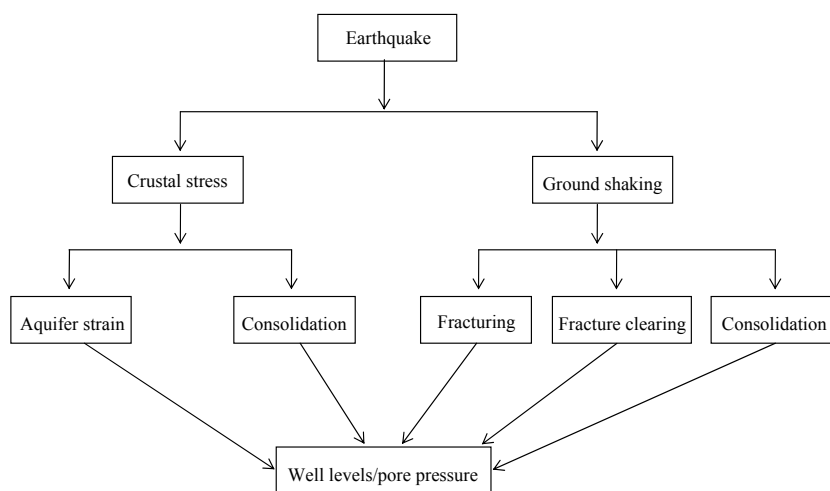 Earthquake
Crustal stress
Ground shaking
Aquifer strain
Consolidation
Fracturing
Fracture clearing
Consolidation
Well levels/pore pressure